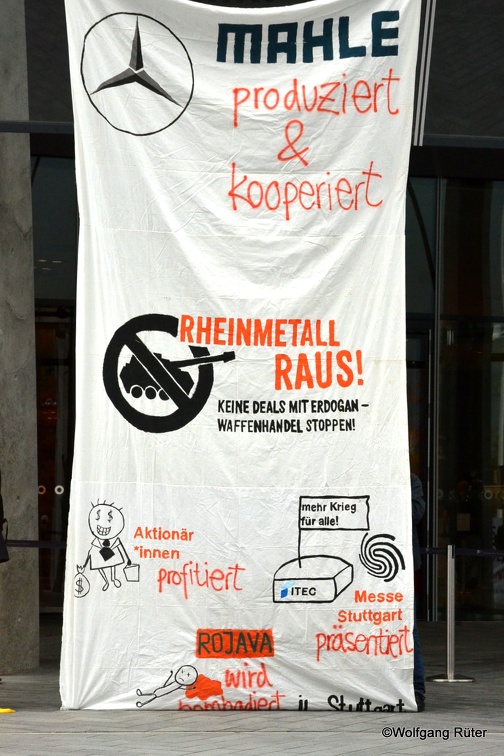 MAHLE
produziert
&
kooperiert
RHEINMETALL
RAUS!
KEINE DEALS MIT ERDOGAN –
WAFFENHANDEL STOPPEN!
Aktionär
*innen
profitiert
$ $
$
mehr Krieg
für alle!
ITEC
Messe
Stuttgart
präsentiert
ROJAVA
wird
bombadiert
Stuttgart
©Wolfgang Rüter